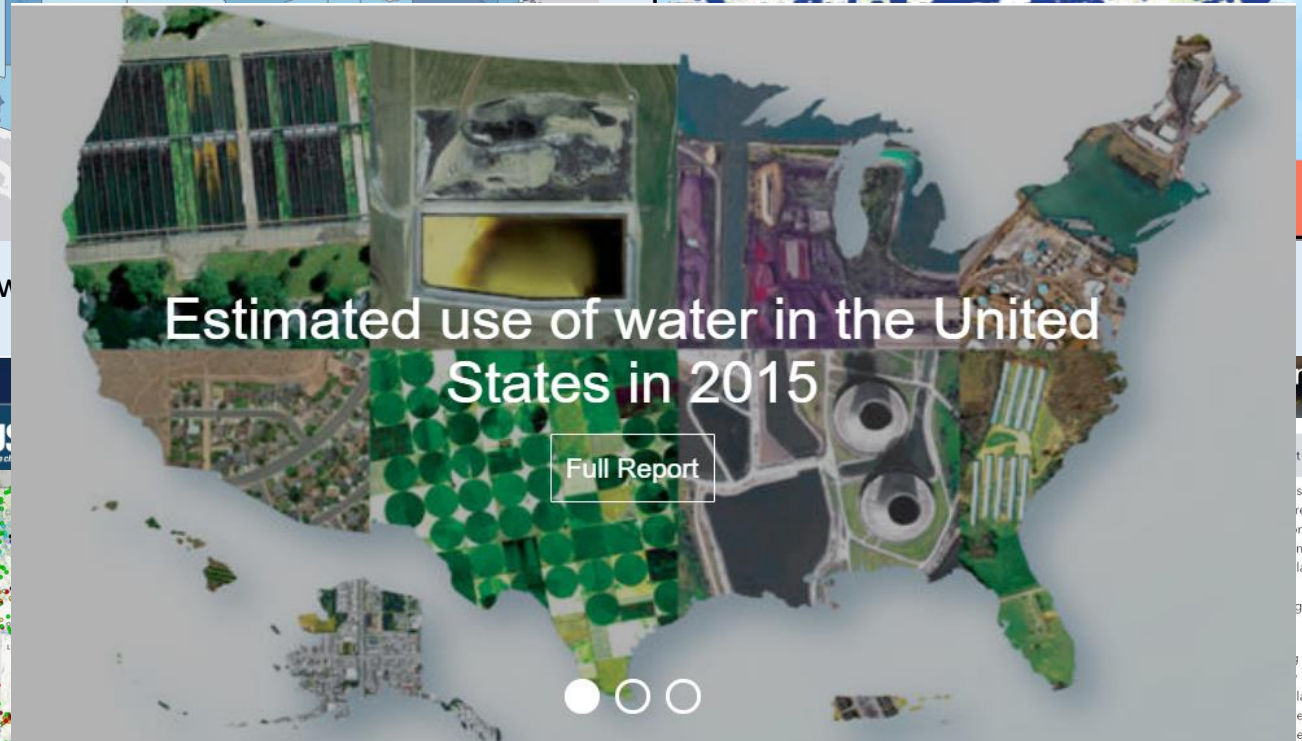 Estimated use of water in the United
States in 2015
Full Report